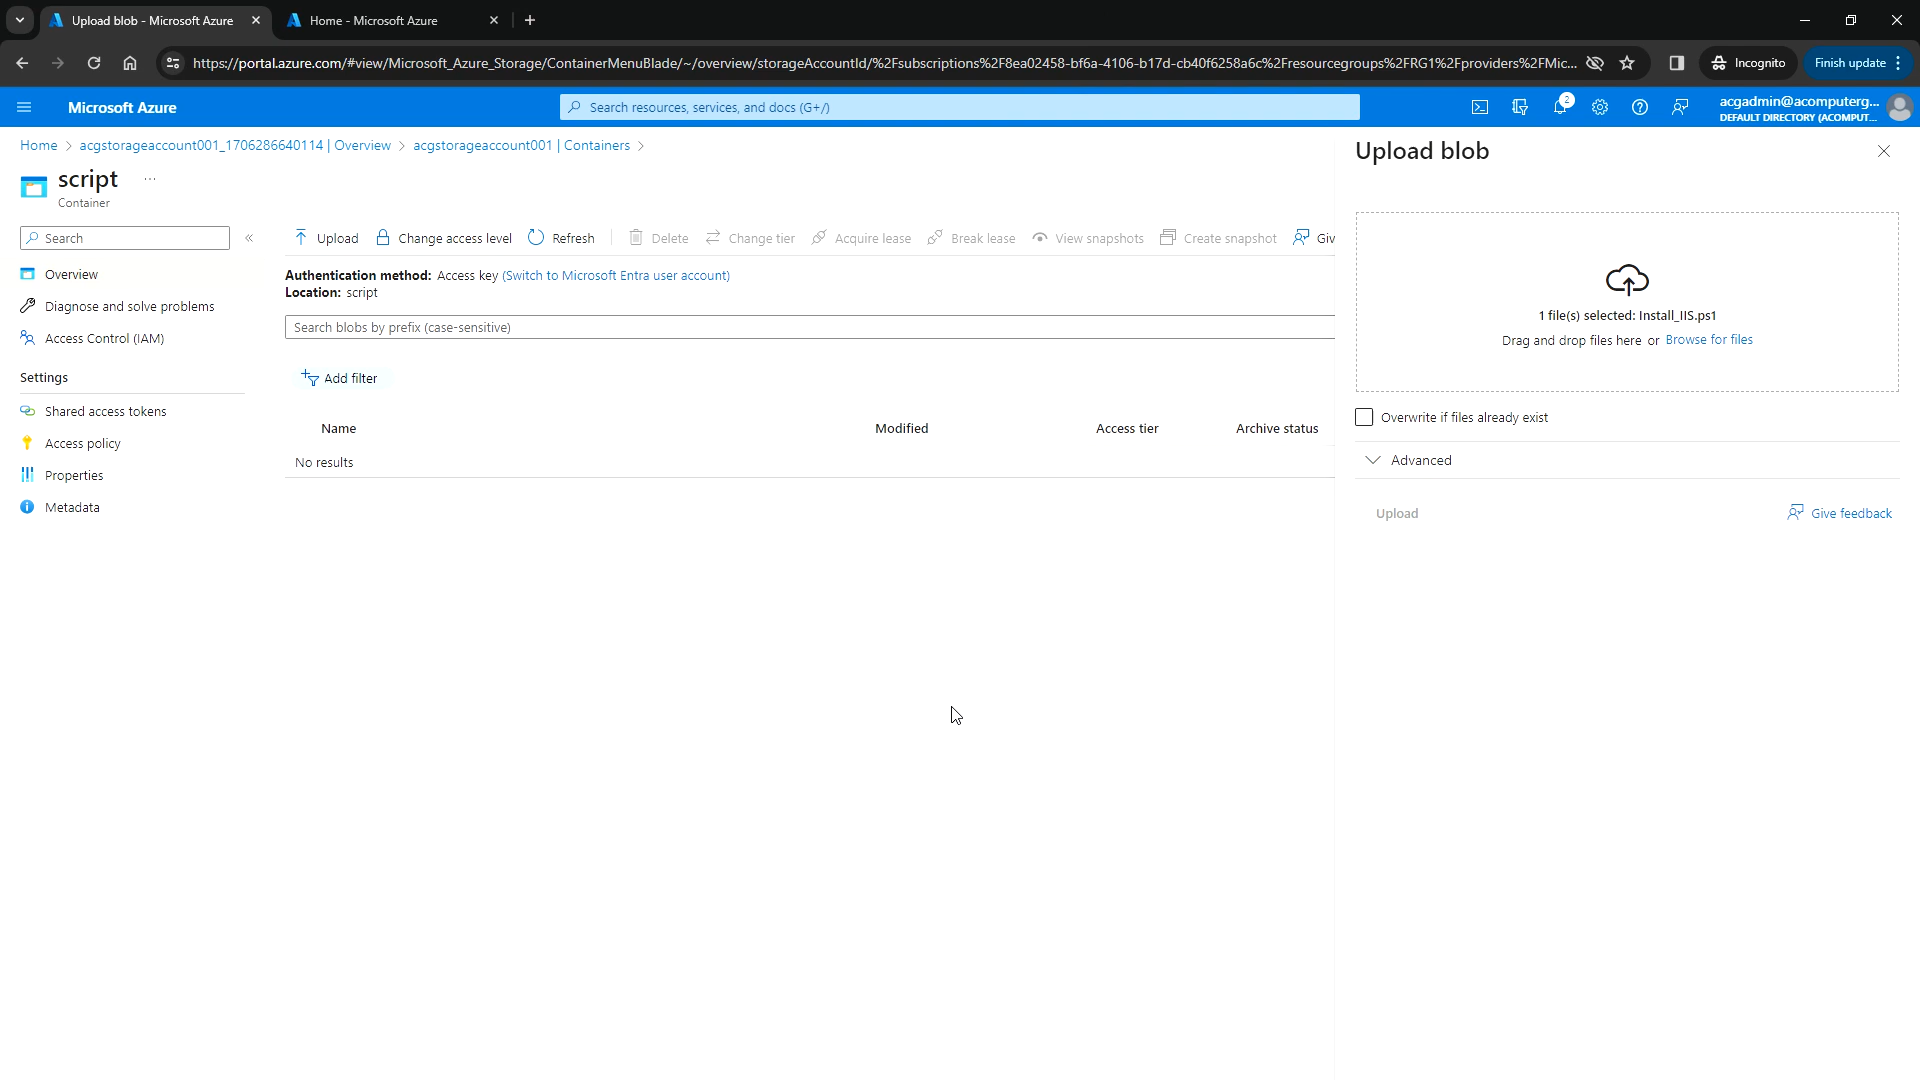 Upload blob - Microsoft Azure
Home - Microsoft Azure
https://portal.azure.com/#view/Microsoft_Azure_Storage/ContainerMenuBlade/~/overview/storageAccountId/%2Fsubscriptions%2F8ea02458-bf6a-4106-b17d-cb40f6258a6c%2Fresourcegroups%2FRG1%2Fproviders%2FMic...
Incognito
Finish update
Microsoft Azure
Search resources, services, and docs (G+/)
2
acgadmin@acomputerg...
DEFAULT DIRECTORY (ACOMPUT...
Home > acgstorageaccount001_1706286640114 | Overview > acgstorageaccount001 | Containers >
script ...
Container
Search «
Overview
Diagnose and solve problems
Access Control (IAM)
Settings
Shared access tokens
Access policy
Properties
Metadata
Upload Change access level Refresh Delete Change tier Acquire lease Break lease View snapshots Create snapshot Giv
Authentication method: Access key (Switch to Microsoft Entra user account)
Location: script
Search blobs by prefix (case-sensitive)
Add filter
Name Modified Access tier Archive status
No results
Upload blob
1 file(s) selected: Install_IIS.ps1
Drag and drop files here or Browse for files
Overwrite if files already exist
Advanced
Upload
Give feedback